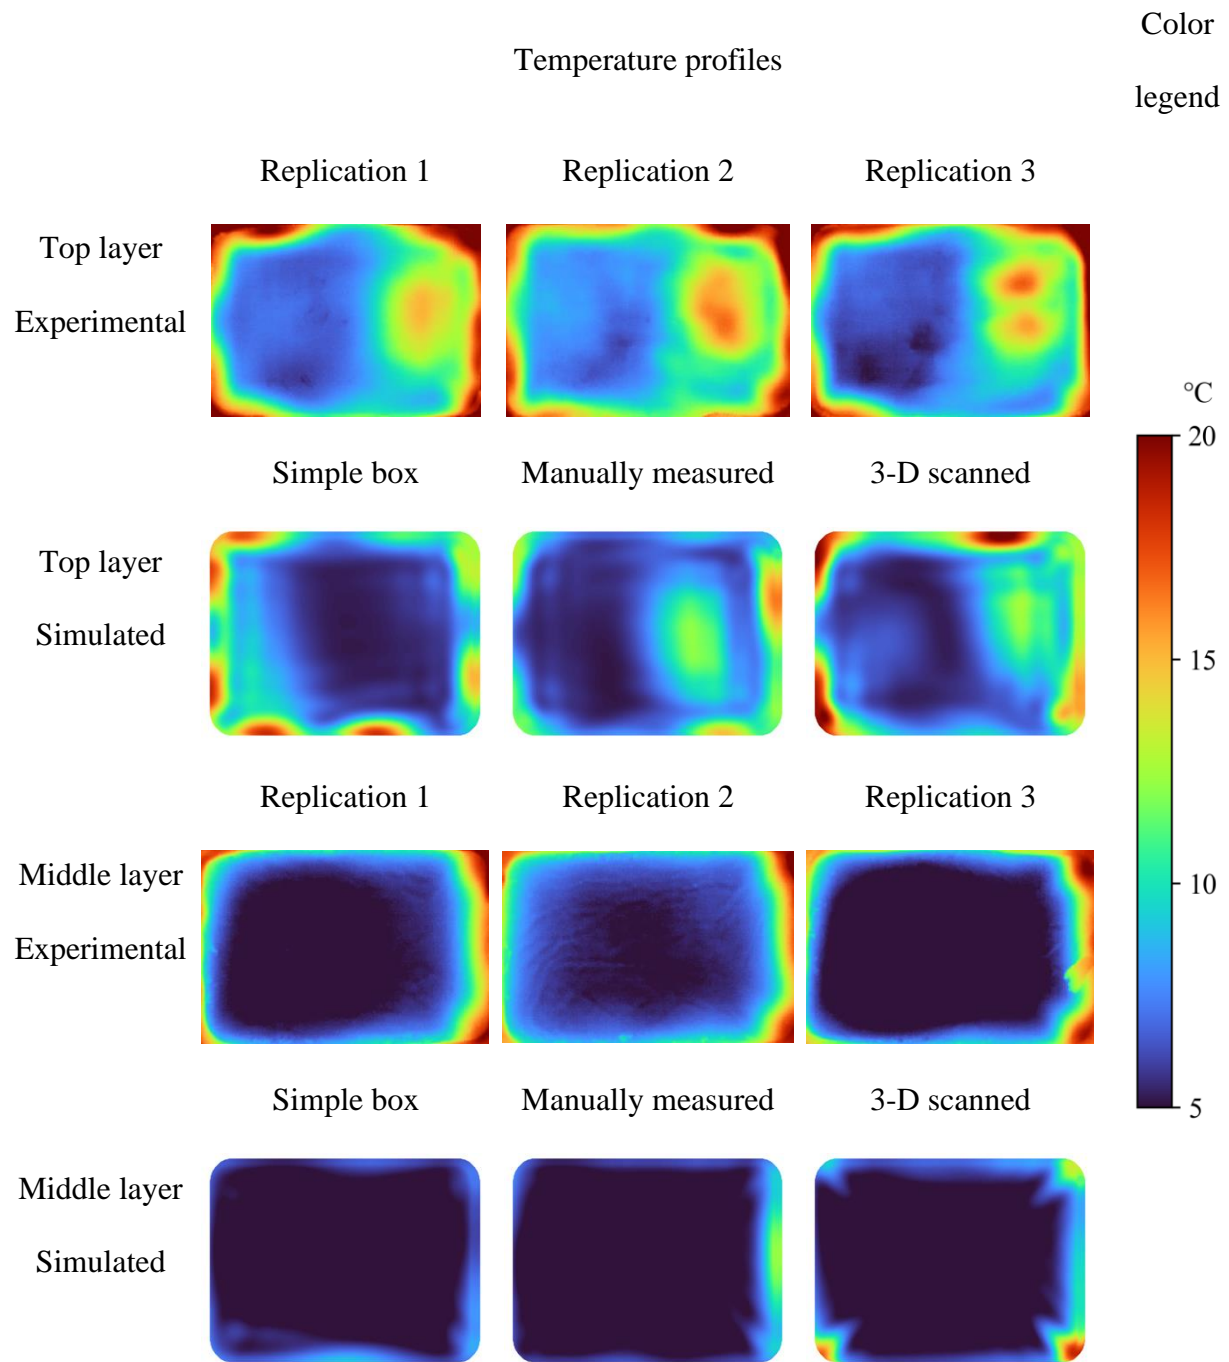 Color
legend
Temperature profiles
Replication 1
Replication 2
Replication 3
Top layer
Experimental
°C
20
15
10
5
Simple box
Manually measured
3-D scanned
Top layer
Simulated
Replication 1
Replication 2
Replication 3
Middle layer
Experimental
Simple box
Manually measured
3-D scanned
Middle layer
Simulated